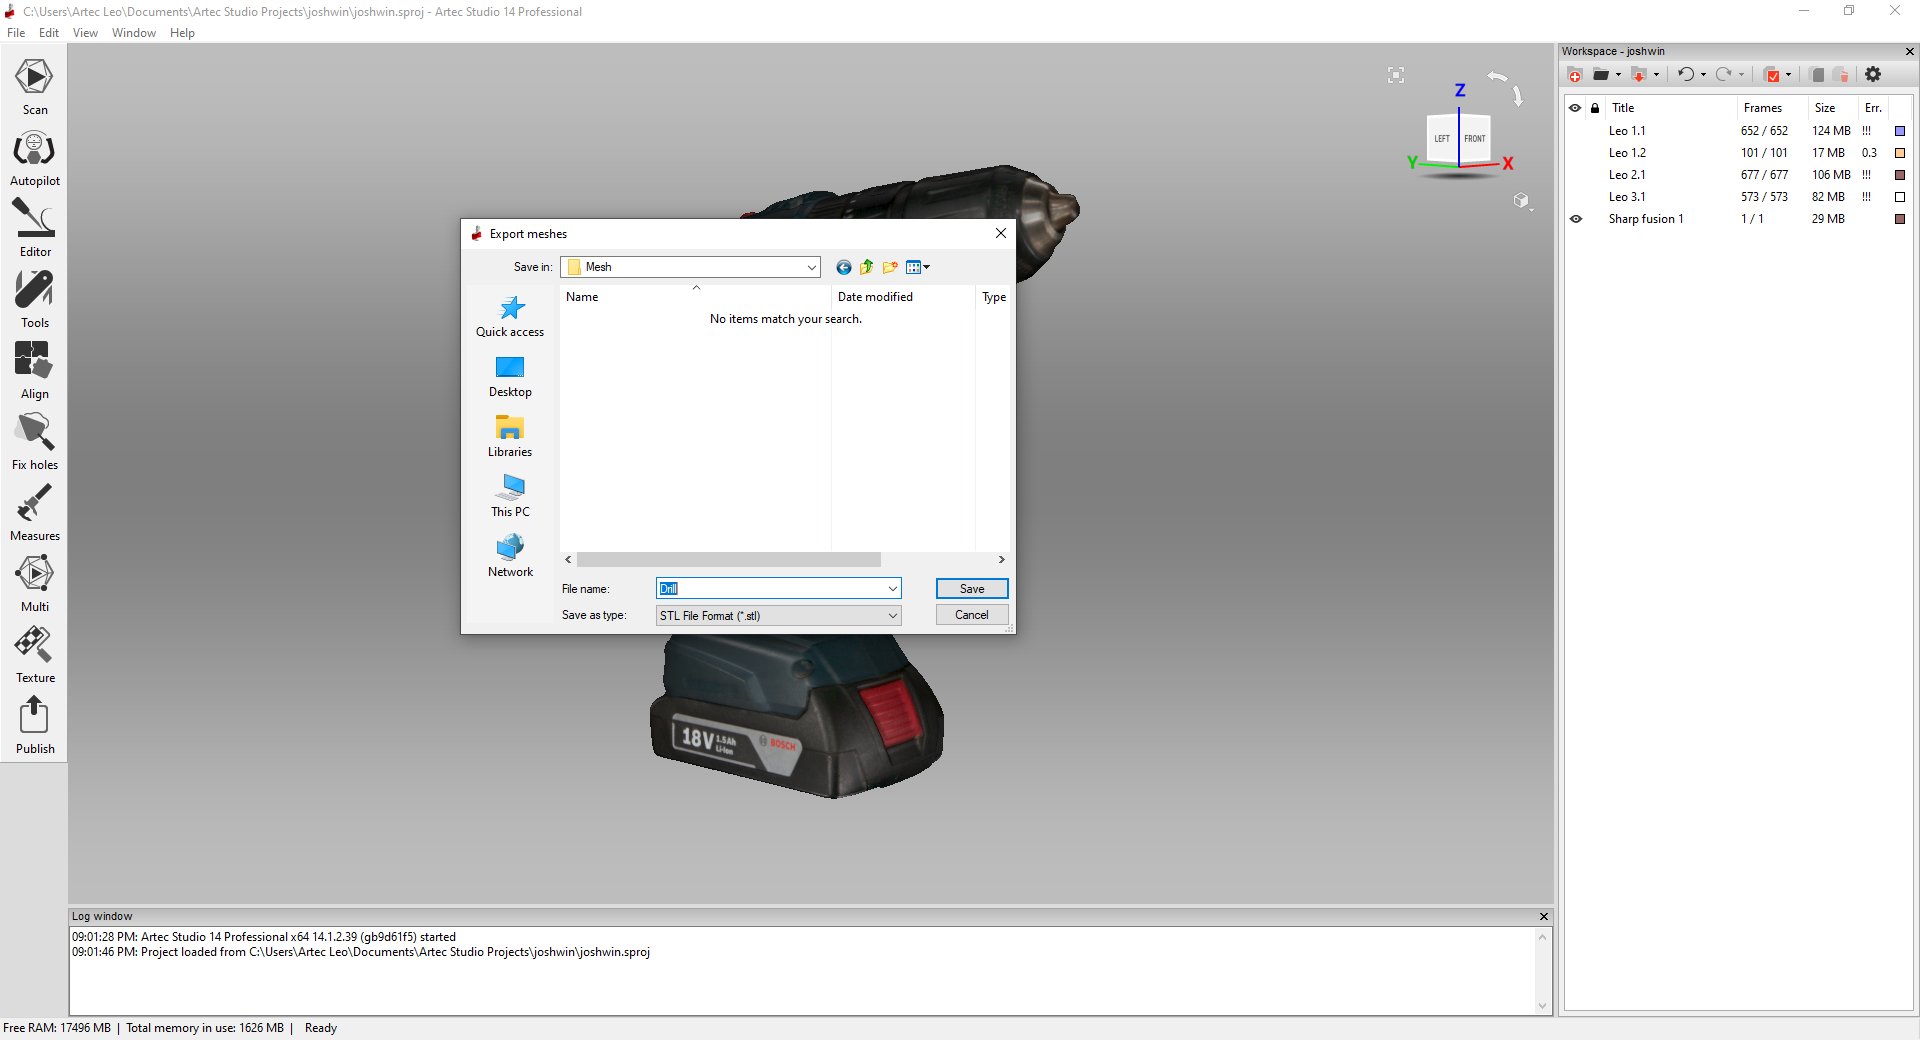 C:\Users\Artec Leo\Documents\Artec Studio Projects\joshwin\joshwin.sproj - Artec Studio 14 Professional
File Edit View Window Help
Scan
Autopilot
Editor
Tools
Align
Fix holes
Measures
Multi
Texture
Publish
Z
LEFT FRONT
Y X
Export meshes
Save in: Mesh
Quick access
Desktop
Libraries
This PC
Network
Name Date modified Type
No items match your search.
File name: Drill Save
Save as type: STL File Format (*.stl) Cancel
18V 1.5Ah
Li-Ion
BOSCH
Workspace - joshwin
Title Frames Size Err.
Leo 1.1 652 / 652 124 MB !!!
Leo 1.2 101 / 101 17 MB 0.3
Leo 2.1 677 / 677 106 MB !!!
Leo 3.1 573 / 573 82 MB !!!
Sharp fusion 1 1 / 1 29 MB
Log window
09:01:28 PM: Artec Studio 14 Professional x64 14.1.2.39 (gb9d61f5) started
09:01:46 PM: Project loaded from C:\Users\Artec Leo\Documents\Artec Studio Projects\joshwin\joshwin.sproj
Free RAM: 17496 MB | Total memory in use: 1626 MB | Ready